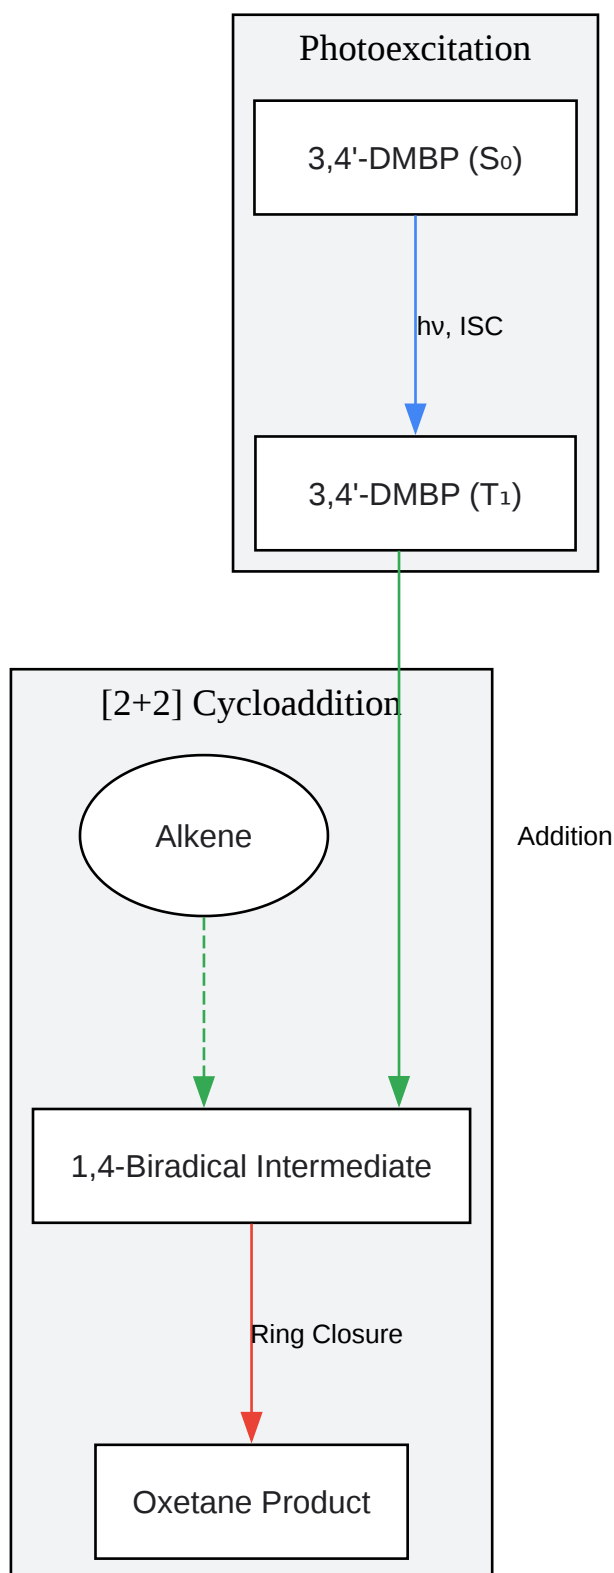 Photoexcitation
3,4'-DMBP (S₀)
hν, ISC
3,4'-DMBP (T₁)
[2+2] Cycloaddition
Alkene
Addition
1,4-Biradical Intermediate
Ring Closure
Oxetane Product